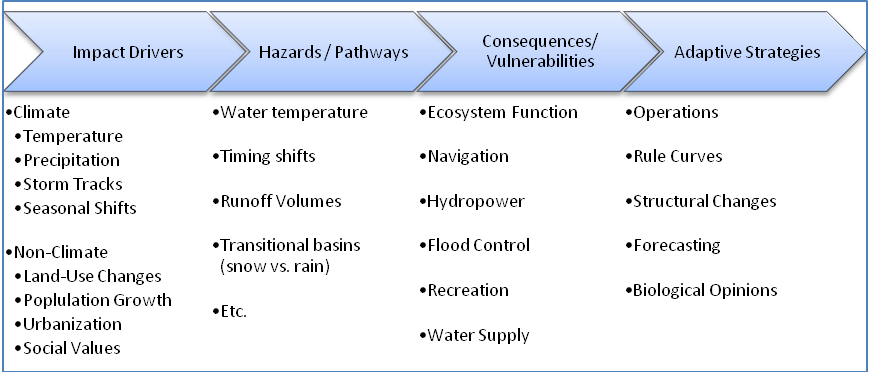 Impact Drivers
•Climate
•Temperature
•Precipitation
•Storm Tracks
•Seasonal Shifts
•Non-Climate
•Land-Use Changes
•Poplulation Growth
•Urbanization
•Social Values
Hazards / Pathways
•Water temperature
•Timing shifts
•Runoff Volumes
•Transitional basins
(snow vs. rain)
•Etc.
Consequences/
Vulnerabilities
•Ecosystem Function
•Navigation
•Hydropower
•Flood Control
•Recreation
•Water Supply
Adaptive Strategies
•Operations
•Rule Curves
•Structural Changes
•Forecasting
•Biological Opinions